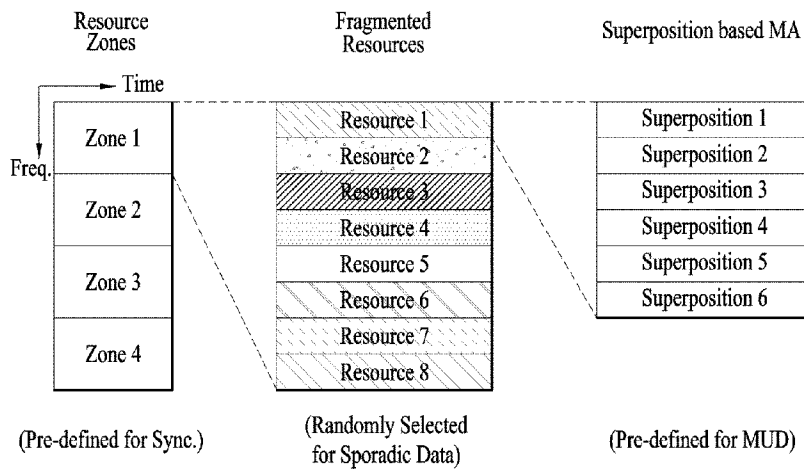 Resource
Zones
Fragmented
Resources
Superposition based MA
Time
Freq.
Zone 1
Zone 2
Zone 3
Zone 4
Resource 1
Resource 2
Resource 3
Resource 4
Resource 5
Resource 6
Resource 7
Resource 8
Superposition 1
Superposition 2
Superposition 3
Superposition 4
Superposition 5
Superposition 6
(Pre-defined for Sync.)
(Randomly Selected
for Sporadic Data)
(Pre-defined for MUD)